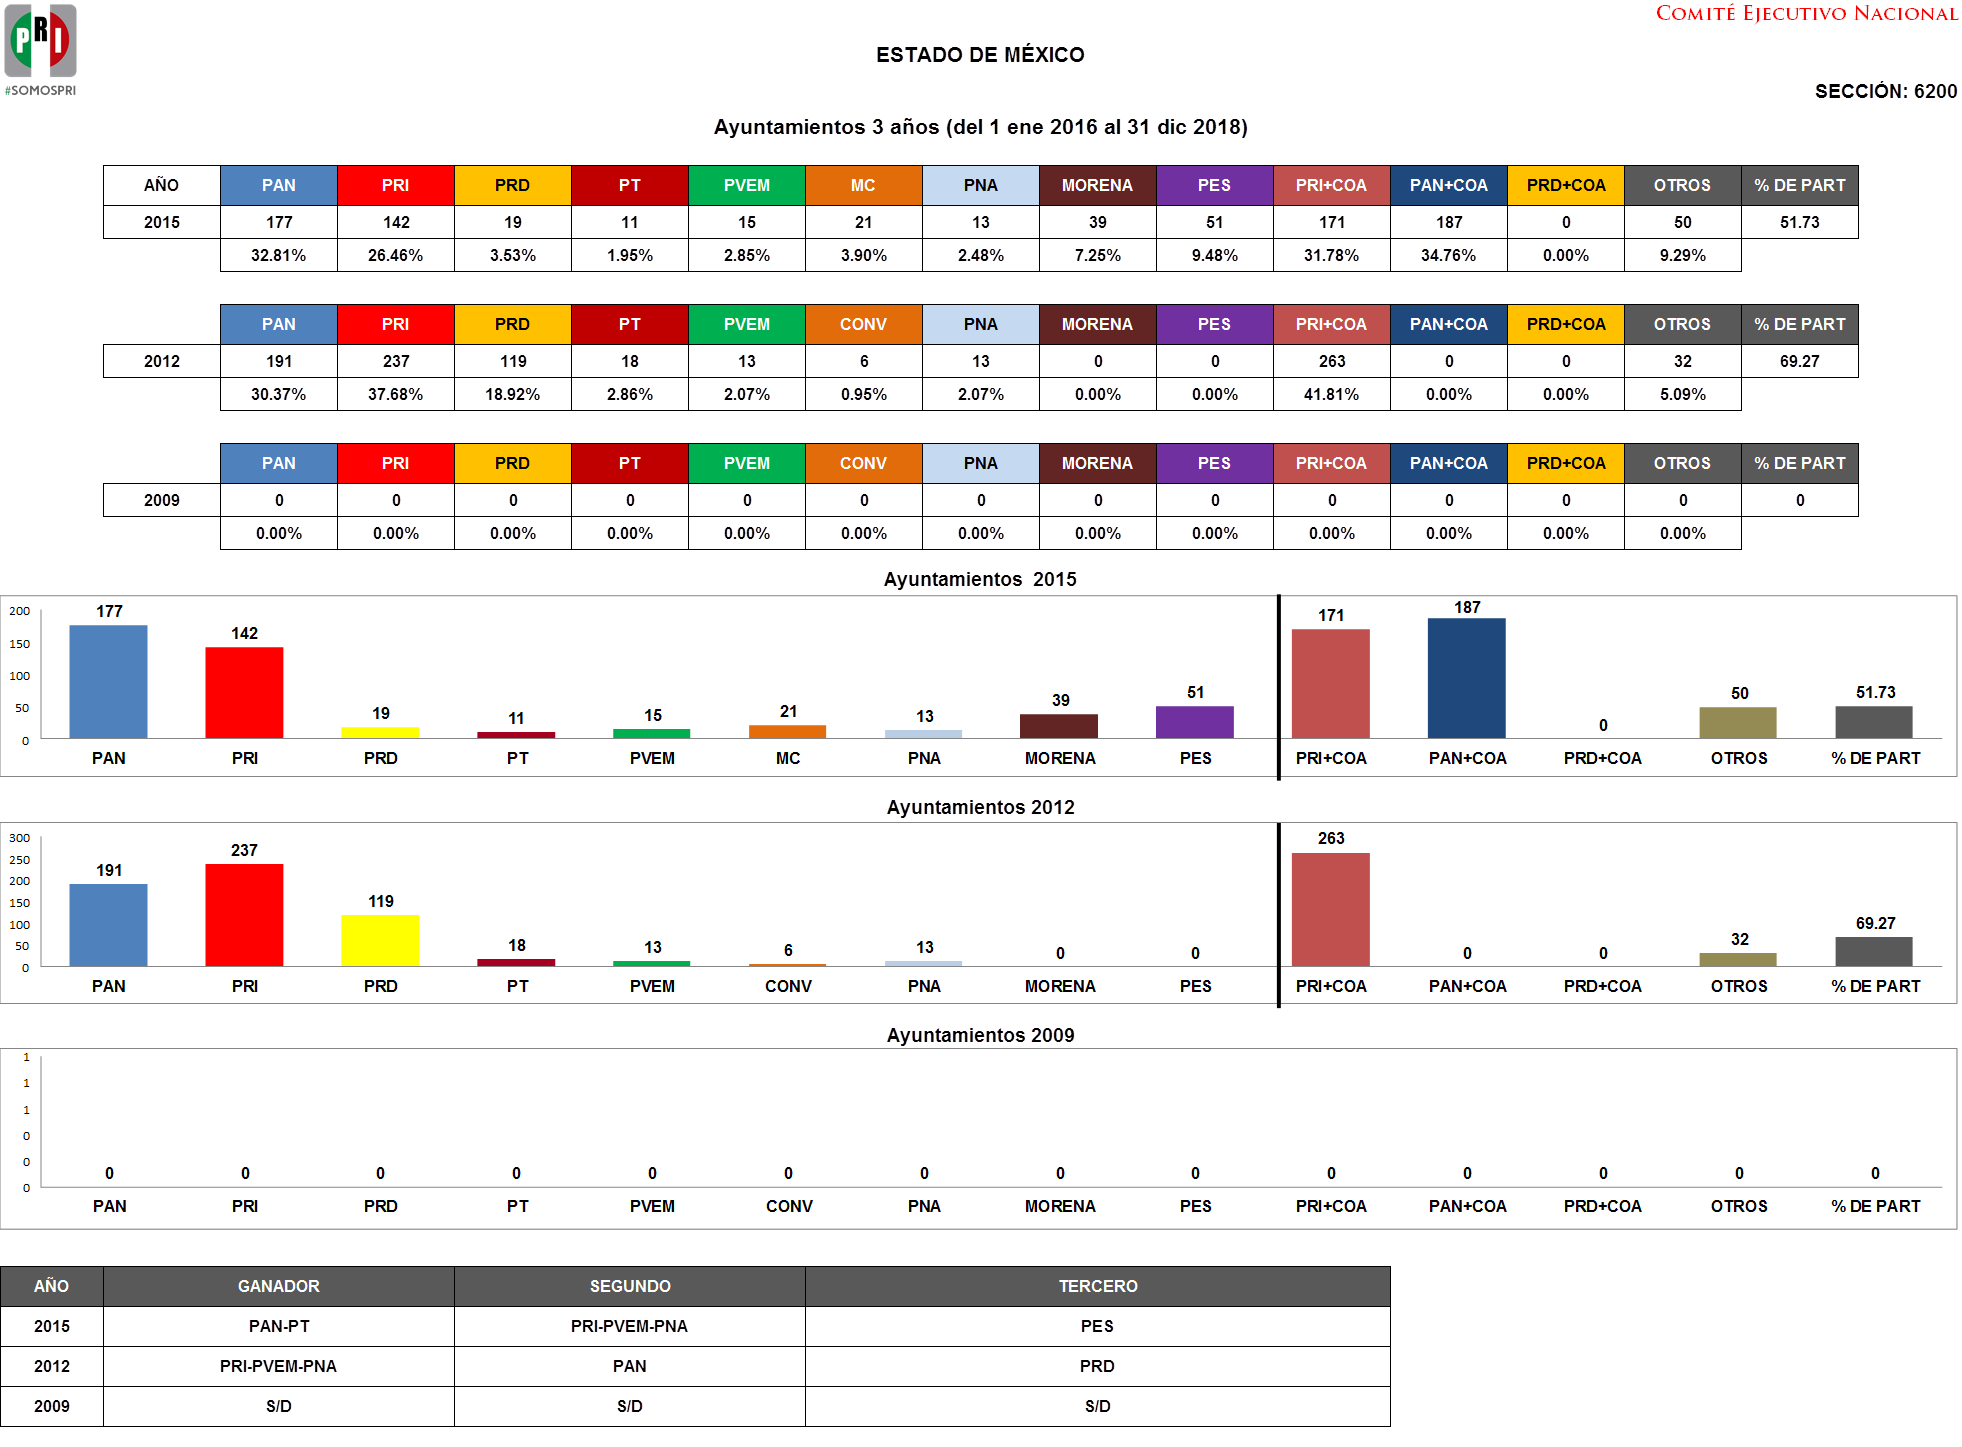 PRI
#SOMOSPRI
COMITÉ EJECUTIVO NACIONAL
ESTADO DE MÉXICO
SECCIÓN: 6200
Ayuntamientos 3 años (del 1 ene 2016 al 31 dic 2018)
AÑO PAN PRI PRD PT PVEM MC PNA MORENA PES PRI+COA PAN+COA PRD+COA OTROS % DE PART
2015 177 142 19 11 15 21 13 39 51 171 187 0 50 51.73
32.81% 26.46% 3.53% 1.95% 2.85% 3.90% 2.48% 7.25% 9.48% 31.78% 34.76% 0.00% 9.29%
PAN PRI PRD PT PVEM CONV PNA MORENA PES PRI+COA PAN+COA PRD+COA OTROS % DE PART
2012 191 237 119 18 13 6 13 0 0 263 0 0 32 69.27
30.37% 37.68% 18.92% 2.86% 2.07% 0.95% 2.07% 0.00% 0.00% 41.81% 0.00% 0.00% 5.09%
PAN PRI PRD PT PVEM CONV PNA MORENA PES PRI+COA PAN+COA PRD+COA OTROS % DE PART
2009 0 0 0 0 0 0 0 0 0 0 0 0 0 0
0.00% 0.00% 0.00% 0.00% 0.00% 0.00% 0.00% 0.00% 0.00% 0.00% 0.00% 0.00% 0.00%
Ayuntamientos 2015
200
150
100
50
0
177 142 19 11 15 21 13 39 51 171 187 0 50 51.73
PAN PRI PRD PT PVEM MC PNA MORENA PES PRI+COA PAN+COA PRD+COA OTROS % DE PART
Ayuntamientos 2012
300
250
200
150
100
50
0
191 237 119 18 13 6 13 0 0 263 0 0 32 69.27
PAN PRI PRD PT PVEM CONV PNA MORENA PES PRI+COA PAN+COA PRD+COA OTROS % DE PART
Ayuntamientos 2009
1
1
1
0
0
0
0 0 0 0 0 0 0 0 0 0 0 0 0 0
PAN PRI PRD PT PVEM CONV PNA MORENA PES PRI+COA PAN+COA PRD+COA OTROS % DE PART
AÑO GANADOR SEGUNDO TERCERO
2015 PAN-PT PRI-PVEM-PNA PES
2012 PRI-PVEM-PNA PAN PRD
2009 S/D S/D S/D